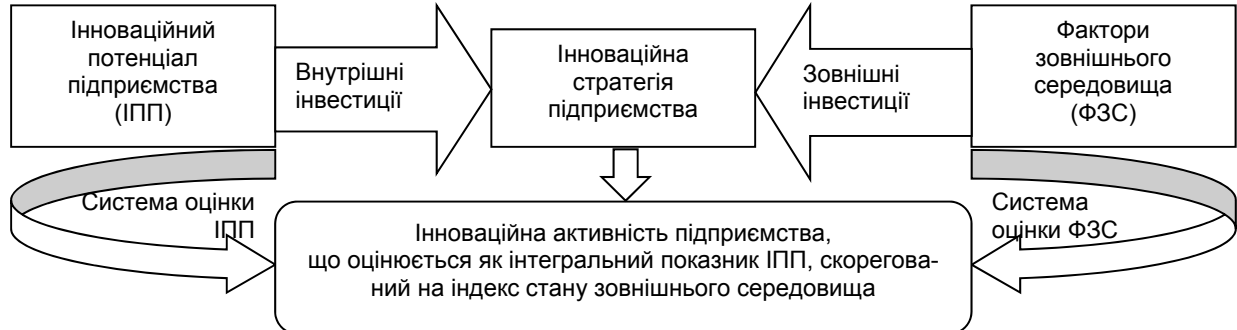 Інноваційний
потенціал
підприємства
(ІПП)
Внутрішні
інвестиції
Інноваційна
стратегія
підприємства
Зовнішні
інвестиції
Фактори
зовнішнього
середовища
(ФЗС)
Система оцінки
ІПП
Система
оцінки ФЗС
Інноваційна активність підприємства,
що оцінюється як інтегральний показник ІПП, скорегова-
ний на індекс стану зовнішнього середовища